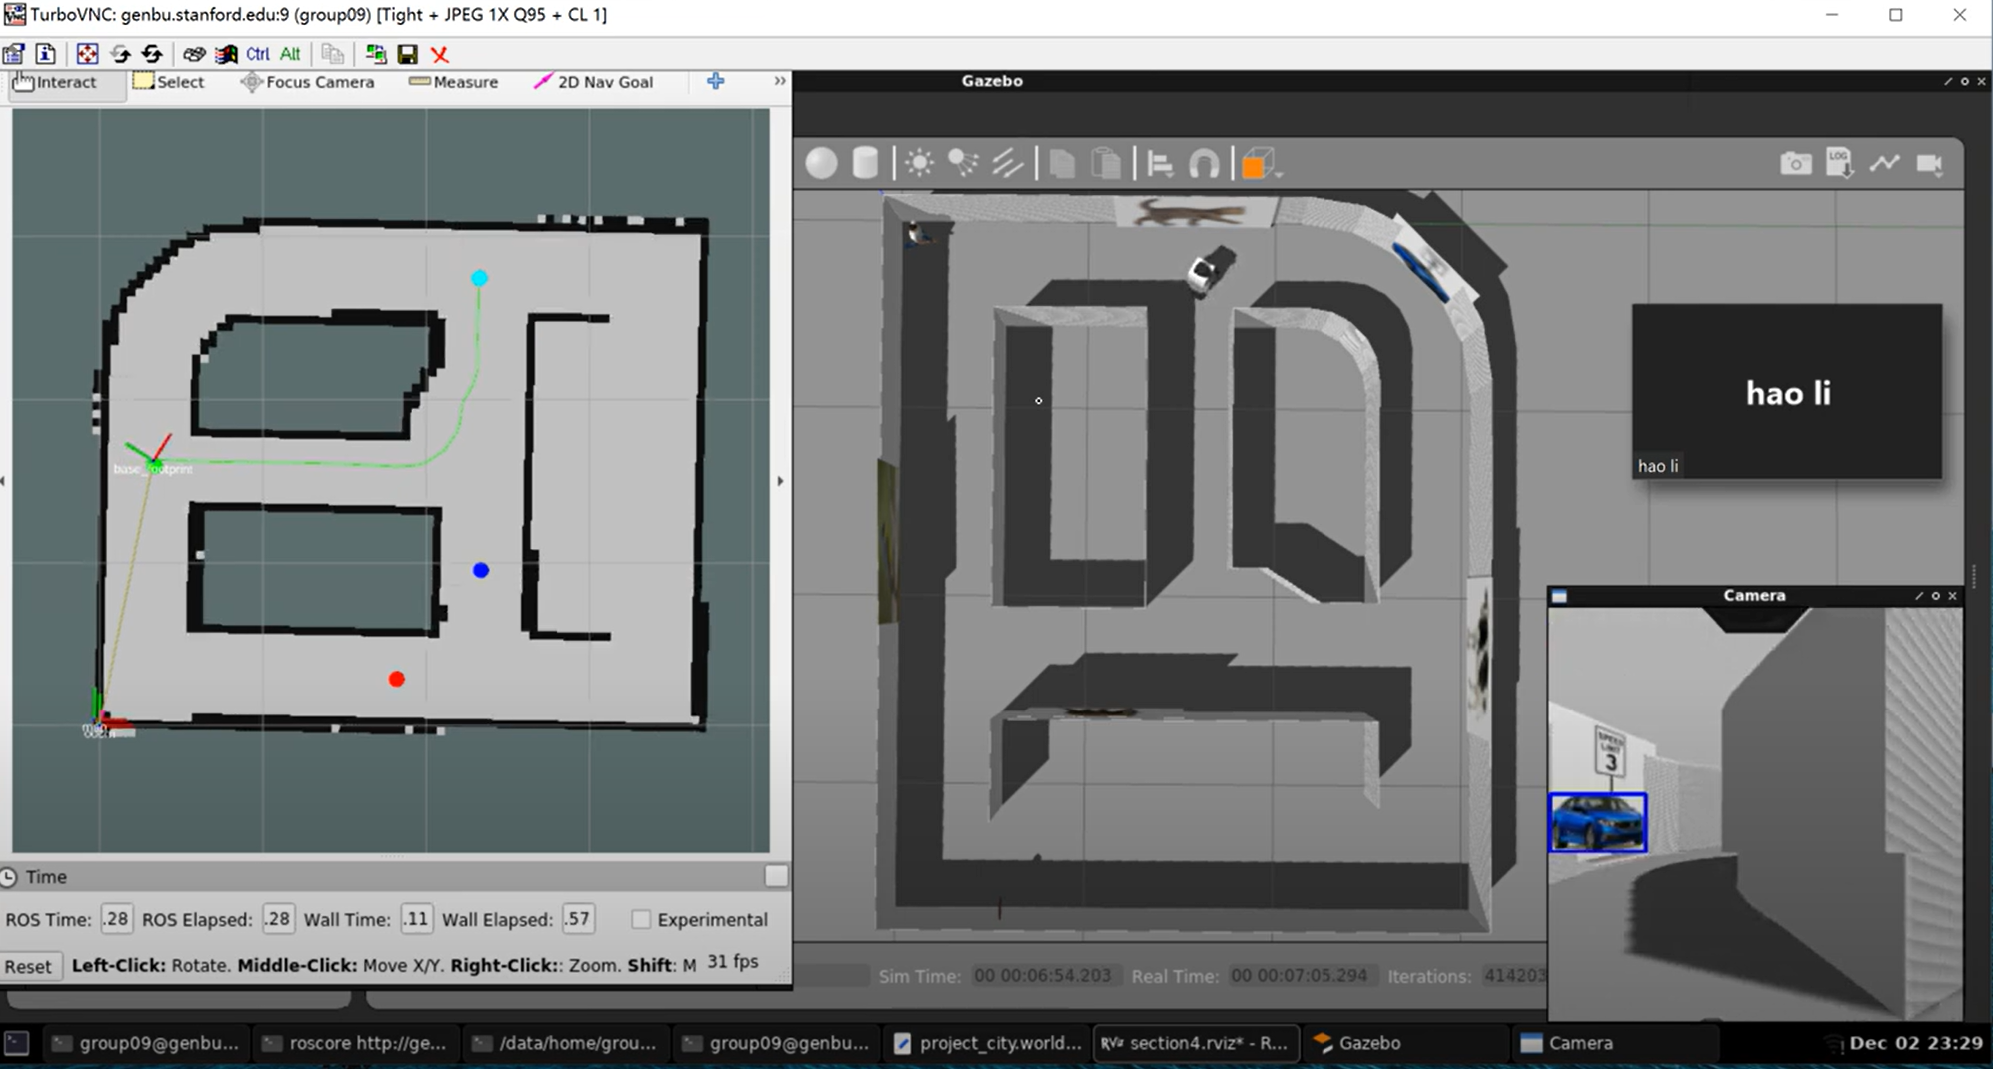 TurboVNC: genbu.stanford.edu:9 (group09) [Tight + JPEG 1X Q95 + CL 1]
Ctrl Alt
Interact Select Focus Camera Measure 2D Nav Goal
Gazebo
LOG
base_footprint
hao li
hao li
Camera
SPEED
LIMIT
3
Time
ROS Time: .28 ROS Elapsed: .28 Wall Time: .11 Wall Elapsed: .57 Experimental
Reset Left-Click: Rotate. Middle-Click: Move X/Y. Right-Click:: Zoom. Shift: M 31 fps
Sim Time: 00 00:06:54.203 Real Time: 00 00:07:05.294 Iterations: 414203
group09@genbu... roscore http://ge... /data/home/grou... group09@genbu... project_city.world... RViz section4.rviz* - R... Gazebo Camera Dec 02 23:29